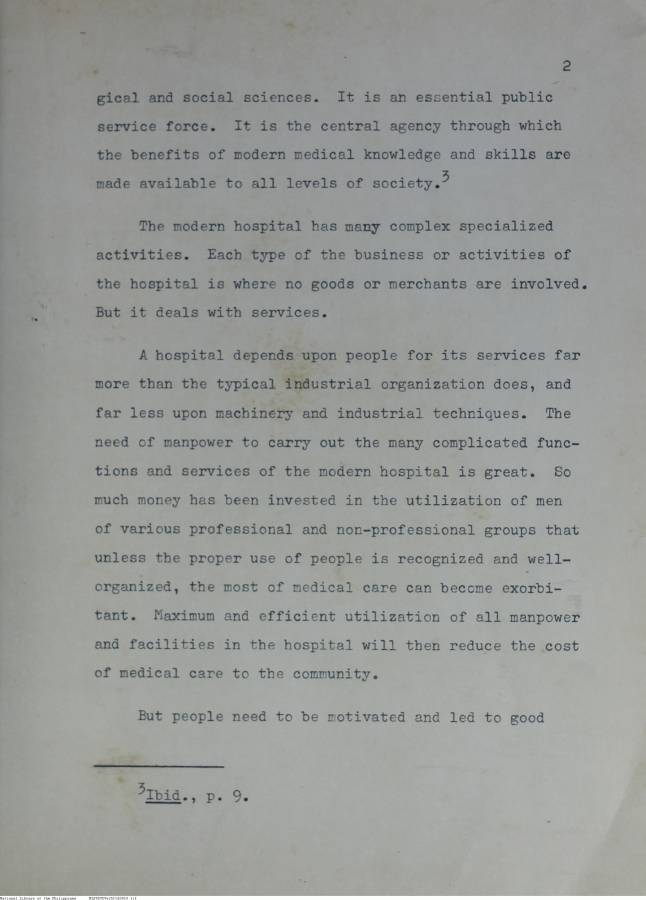 2
gical and social sciences. It is an essential public
service force. It is the central agency through which
the benefits of modern medical knowledge and skills are
made available to all levels of society.3
The modern hospital has many complex specialized
activities. Each type of the business or activities of
the hospital is where no goods or merchants are involved.
But it deals with services.
A hospital depends upon people for its services far
more than the typical industrial organization does, and
far less upon machinery and industrial techniques. The
need of manpower to carry out the many complicated func-
tions and services of the modern hospital is great. So
much money has been invested in the utilization of men
of various professional and non-professional groups that
unless the proper use of people is recognized and well-
organized, the most of medical care can become exorbi-
tant. Maximum and efficient utilization of all manpower
and facilities in the hospital will then reduce the cost
of medical care to the community.
But people need to be motivated and led to good
3Ibid., p. 9.
National Library of the Philippines